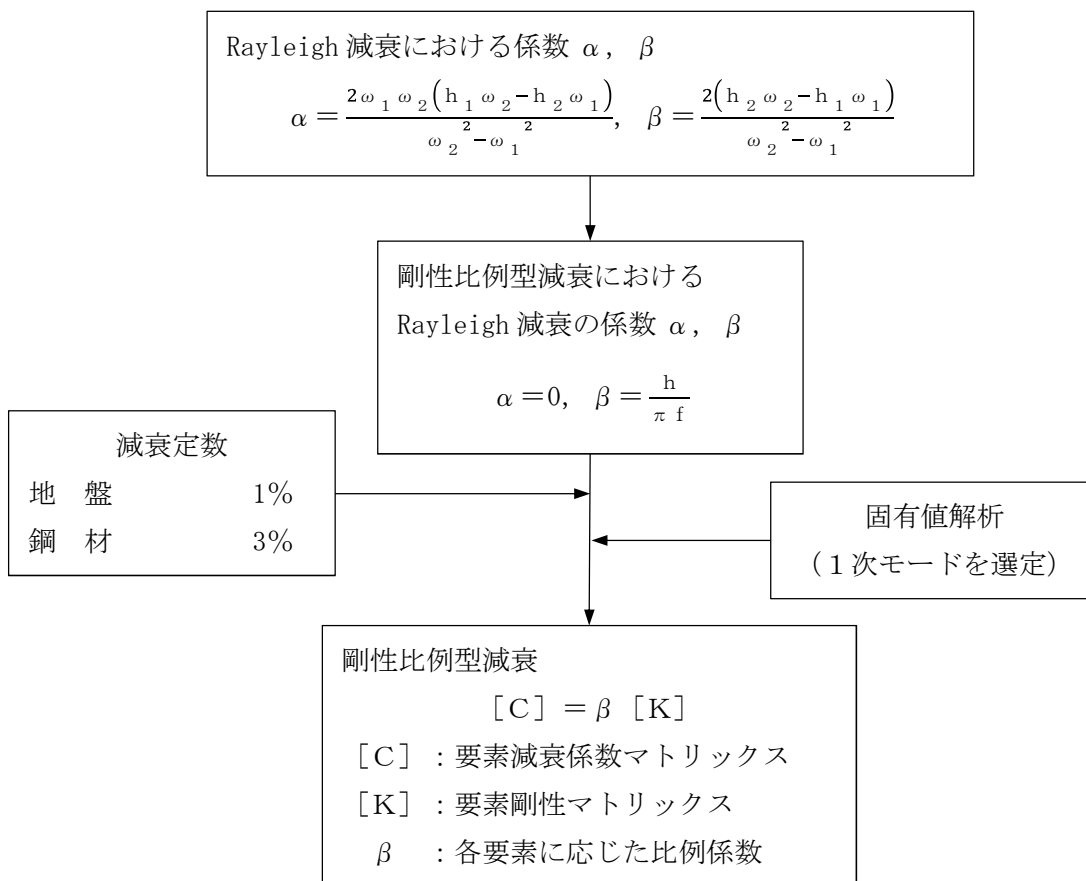 Rayleigh 減衰における係数 α, β
α＝2ω₁ω₂(h₁ω₂−h₂ω₁)/(ω₂²−ω₁²), β＝2(h₂ω₂−h₁ω₁)/(ω₂²−ω₁²)
剛性比例型減衰における
Rayleigh 減衰の係数 α, β
α＝0, β＝h/(πf)
減衰定数
地　盤　1%
鋼　材　3%
固有値解析
（１次モードを選定）
剛性比例型減衰
［C］＝β［K］
［C］：要素減衰係数マトリックス
［K］：要素剛性マトリックス
β　：各要素に応じた比例係数